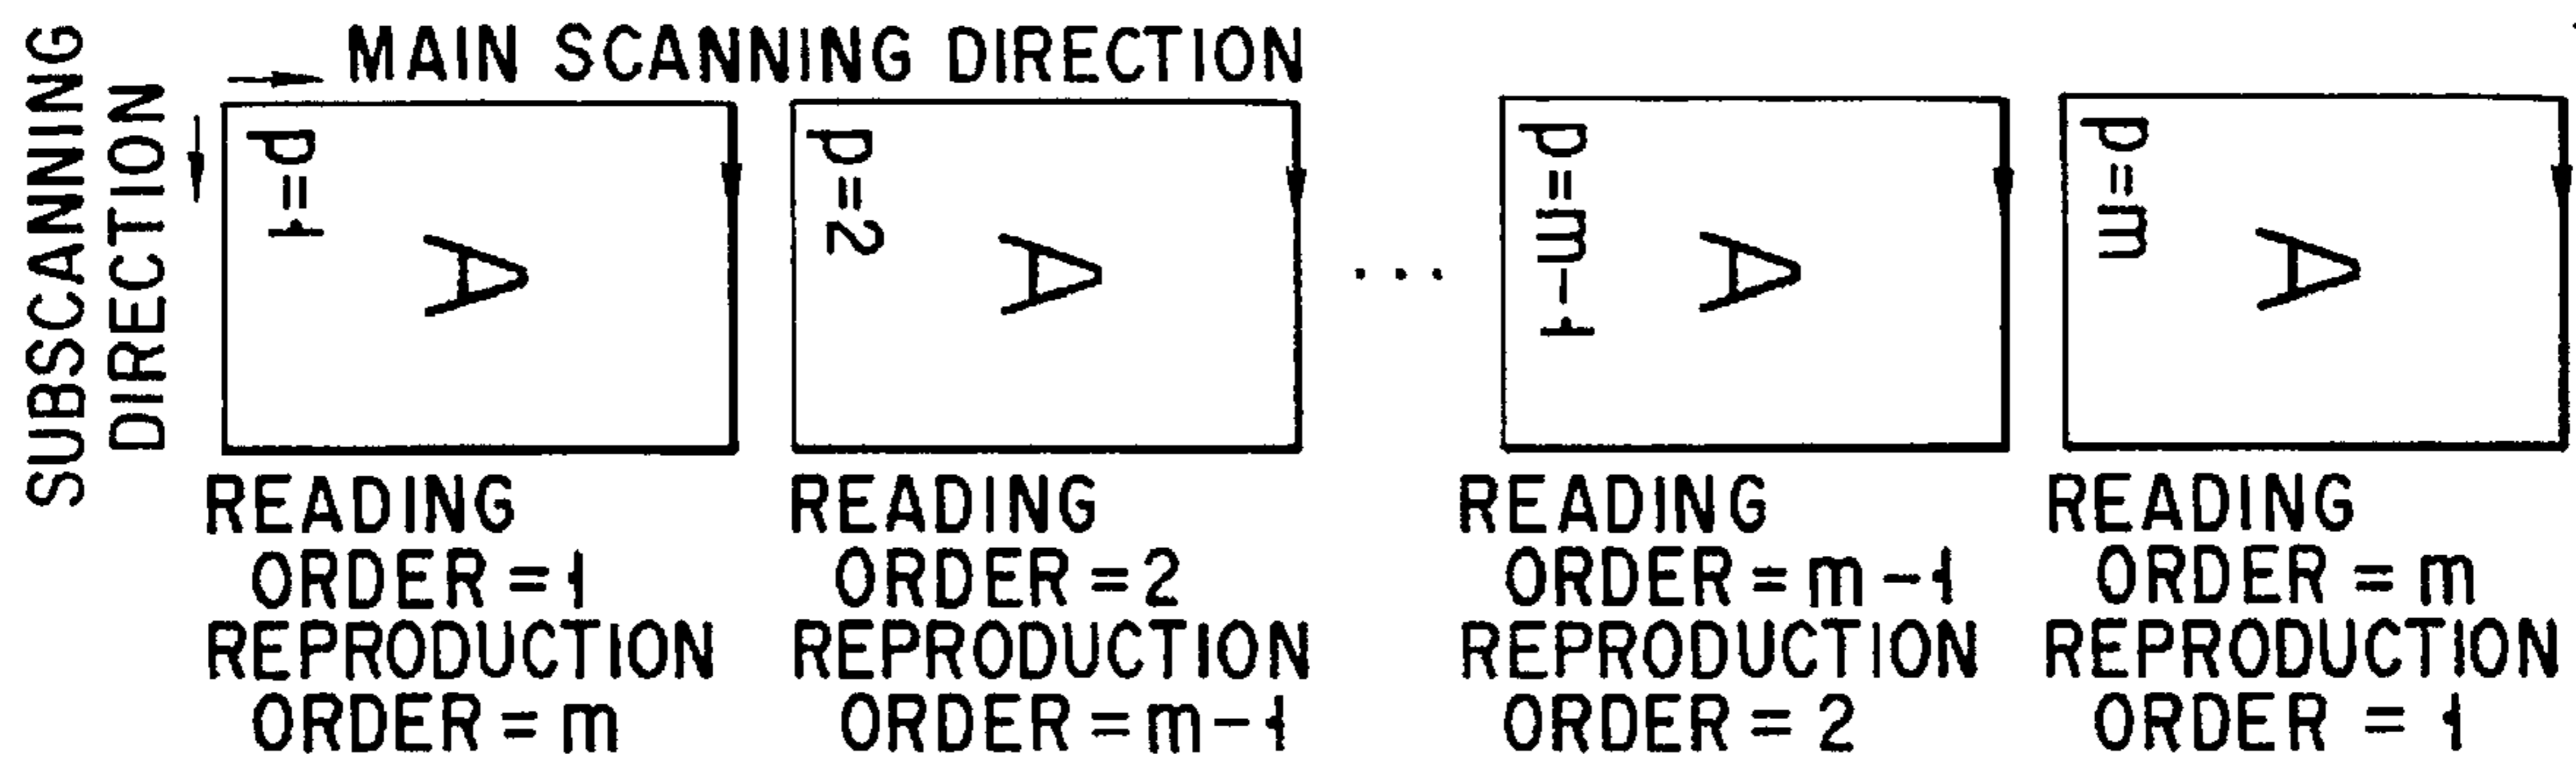 MAIN SCANNING DIRECTION
SUBSCANNING
DIRECTION
p=1
A
p=2
A
...
p=m-1
A
p=m
A
READING
ORDER=1
REPRODUCTION
ORDER=m
READING
ORDER=2
REPRODUCTION
ORDER=m-1
READING
ORDER=m-1
REPRODUCTION
ORDER=2
READING
ORDER=m
REPRODUCTION
ORDER=1